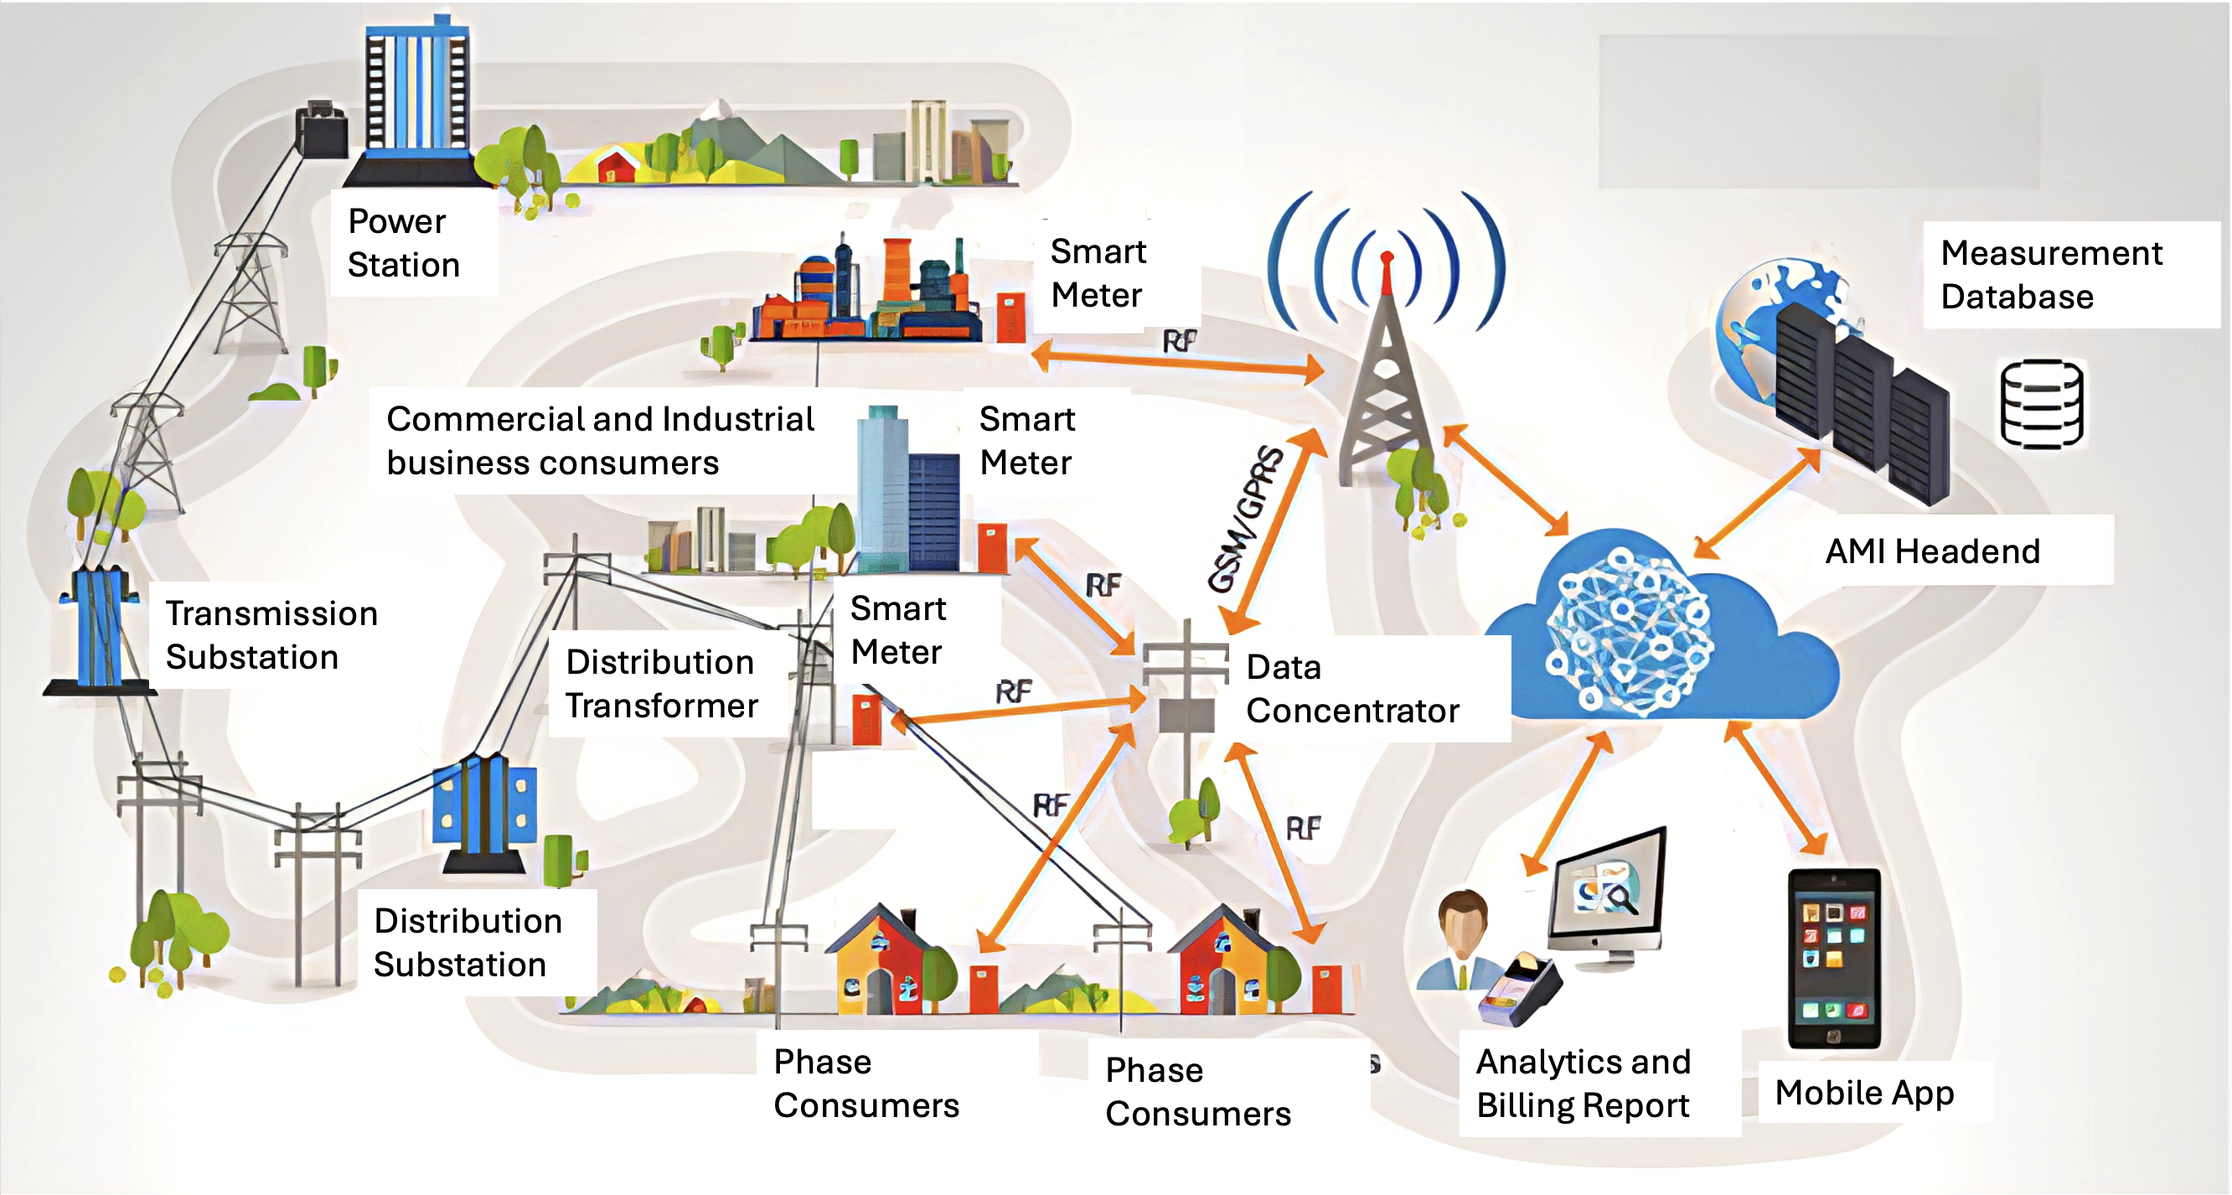 Power
Station
Smart
Meter
Measurement
Database
RF
Commercial and Industrial
business consumers
Smart
Meter
GSM/GPRS
AMI Headend
RF
Transmission
Substation
Smart
Meter
Distribution
Transformer
RF
Data
Concentrator
RF
RF
Distribution
Substation
Phase
Consumers
Phase
Consumers
s
Analytics and
Billing Report
Mobile App